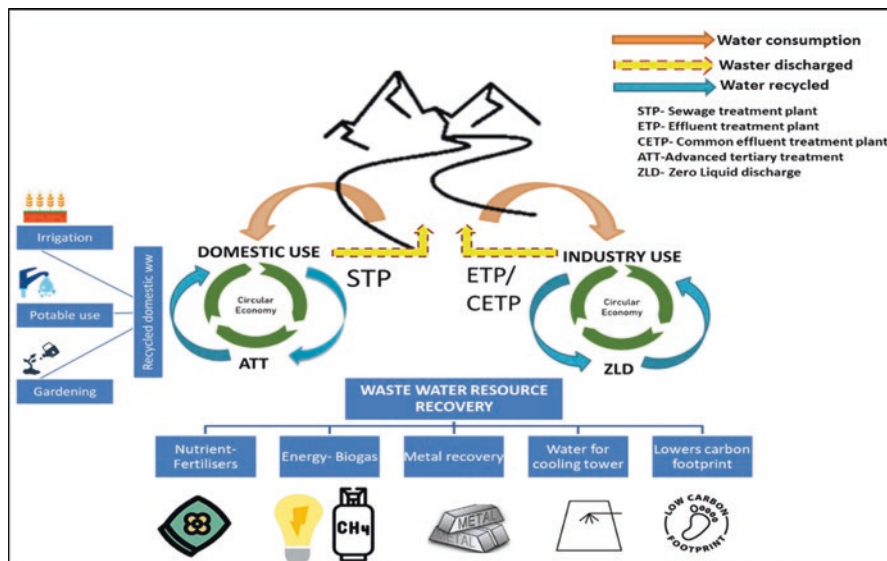 Water consumption
Waster discharged
Water recycled
STP- Sewage treatment plant
ETP- Effluent treatment plant
CETP- Common effluent treatment plant
ATT-Advanced tertiary treatment
ZLD- Zero Liquid discharge
Irrigation
Potable use
Gardening
Recycled domestic ww
DOMESTIC USE
STP
Circular
Economy
ATT
ETP/
CETP
INDUSTRY USE
Circular
Economy
ZLD
WASTE WATER RESOURCE
RECOVERY
Nutrient-
Fertilisers
Energy- Biogas
Metal recovery
Water for
cooling tower
Lowers carbon
footprint
CH4
METAL
METAL
LOW CARBON
FOOTPRINT